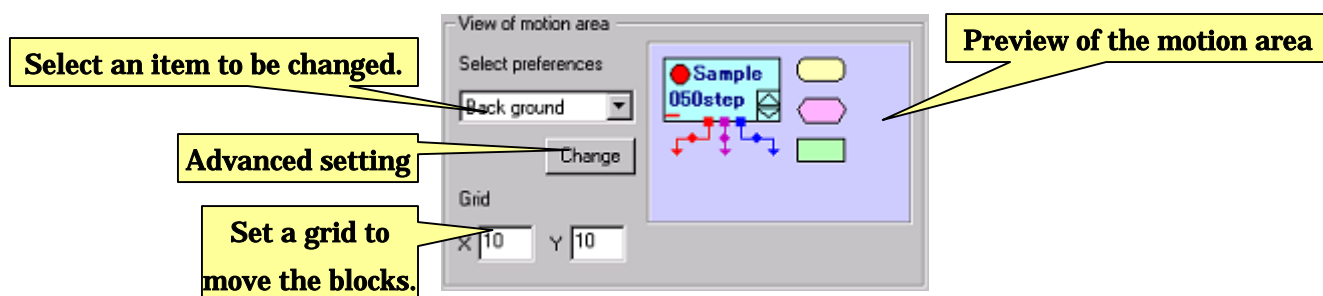 View of motion area
Select an item to be changed.
Select preferences
Back ground
Advanced setting
Change
Grid
Set a grid to
move the blocks.
X 10 Y 10
Sample
050step
Preview of the motion area